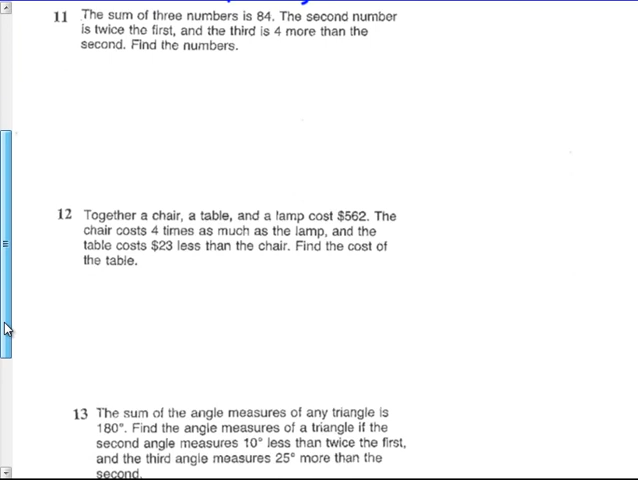 11 The sum of three numbers is 84. The second number
is twice the first, and the third is 4 more than the
second. Find the numbers.
12 Together a chair, a table, and a lamp cost $562. The
chair costs 4 times as much as the lamp, and the
table costs $23 less than the chair. Find the cost of
the table.
13 The sum of the angle measures of any triangle is
180°. Find the angle measures of a triangle if the
second angle measures 10° less than twice the first,
and the third angle measures 25° more than the
second.